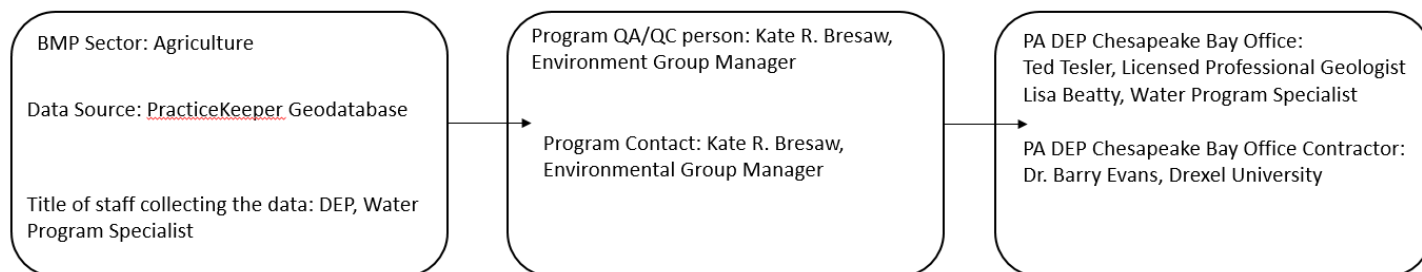 BMP Sector: Agriculture
Data Source: PracticeKeeper Geodatabase
Title of staff collecting the data: DEP, Water
Program Specialist
Program QA/QC person: Kate R. Bresaw,
Environment Group Manager
Program Contact: Kate R. Bresaw,
Environmental Group Manager
PA DEP Chesapeake Bay Office:
Ted Tesler, Licensed Professional Geologist
Lisa Beatty, Water Program Specialist
PA DEP Chesapeake Bay Office Contractor:
Dr. Barry Evans, Drexel University